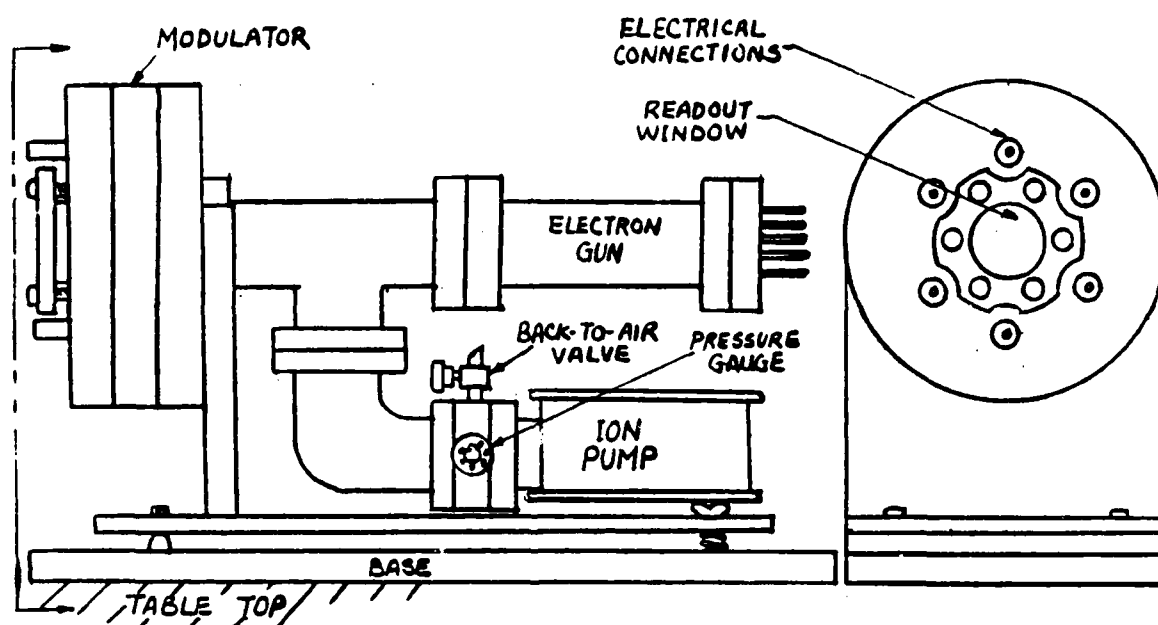 MODULATOR
ELECTRICAL
CONNECTIONS
READOUT
WINDOW
ELECTRON
GUN
BACK-TO-AIR
VALVE
PRESSURE
GAUGE
ION
PUMP
BASE
TABLE TOP